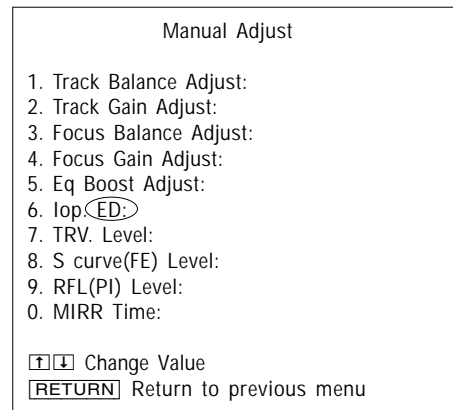 Manual Adjust
1. Track Balance Adjust:
2. Track Gain Adjust:
3. Focus Balance Adjust:
4. Focus Gain Adjust:
5. Eq Boost Adjust:
6. Iop.ED:
7. TRV. Level:
8. S curve(FE) Level:
9. RFL(PI) Level:
0. MIRR Time:
↑↓ Change Value
RETURN Return to previous menu